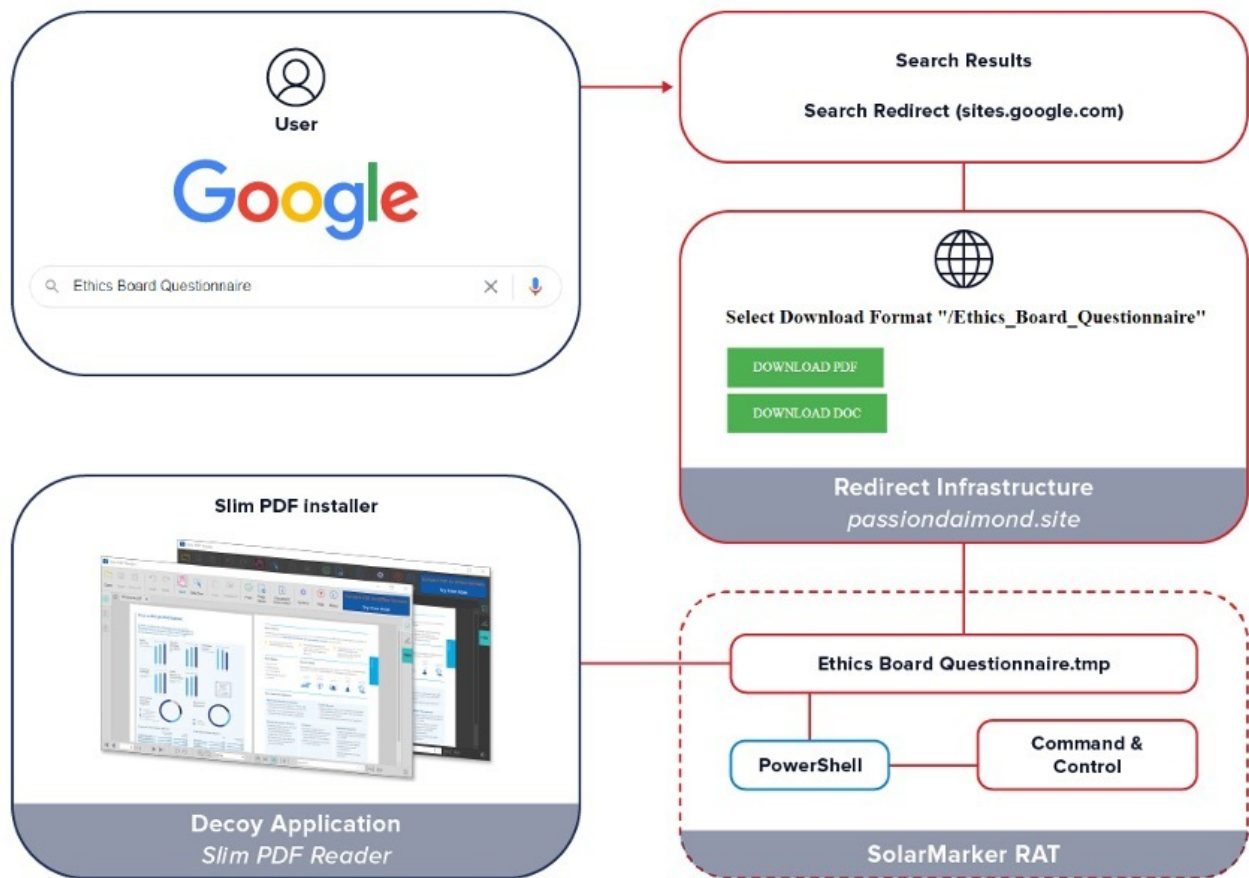 User
Google
Ethics Board Questionnaire
Search Results
Search Redirect (sites.google.com)
Select Download Format "/Ethics_Board_Questionnaire"
DOWNLOAD PDF
DOWNLOAD DOC
Redirect Infrastructure
passiondaimond.site
Slim PDF installer
Decoy Application
Slim PDF Reader
Ethics Board Questionnaire.tmp
PowerShell
Command &
Control
SolarMarker RAT